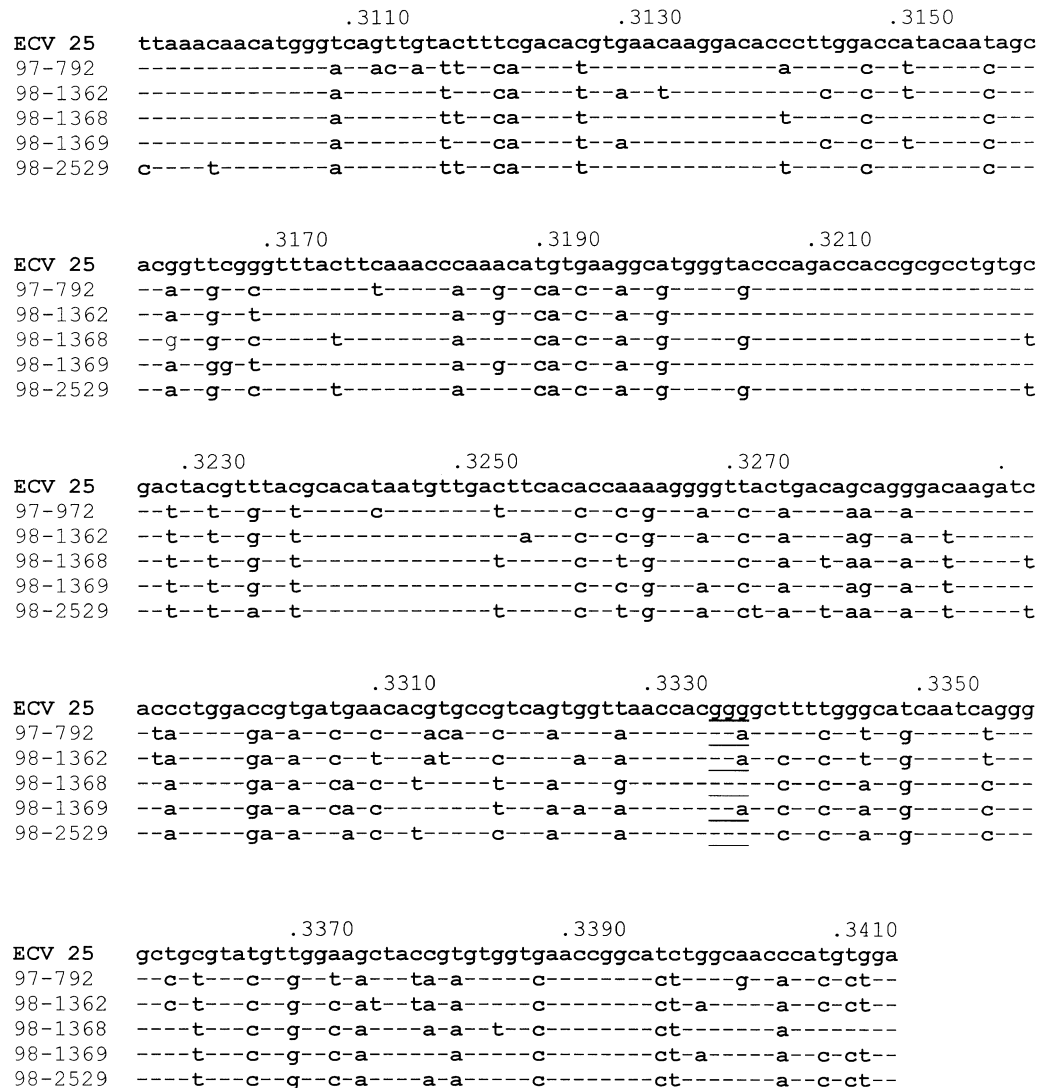 .3110 .3130 .3150
ECV 25 ttaaacaacatgggtcagttgtactttcgacacgtgaacaaggacacccttggaccatacaatagc
97-792 --------------a--ac-a-tt--ca----t--------------a-----c--t-----c---
98-1362 --------------a-------t---ca----t--a--t-----------c--c--t-----c---
98-1368 --------------a-------tt--ca----t--------------t-----c--------c---
98-1369 --------------a-------t---ca----t--a--------------c--c--t-----c---
98-2529 c----t--------a-------tt--ca----t--------------t-----c--------c---
.3170 .3190 .3210
ECV 25 acggttcgggtttacttcaaacccaaacatgtgaaggcatgggtacccagaccaccgcgcctgtgc
97-792 --a--g--c--------t-----a--g--ca-c--a--g-----g---------------------
98-1362 --a--g--t--------------a--g--ca-c--a--g---------------------------
98-1368 --g--g--c-----t--------a-----ca-c--a--g-----g--------------------t
98-1369 --a--gg-t--------------a--g--ca-c--a--g---------------------------
98-2529 --a--g--c-----t--------a-----ca-c--a--g-----g--------------------t
.3230 .3250 .3270 .
ECV 25 gactacgtttacgcacataatgttgacttcacaccaaaaggggttactgacagcagggacaagatc
97-972 --t--t--g--t-----c--------t-----c--c-g---a--c--a----aa--a---------
98-1362 --t--t--g--t----------------a---c--c-g---a--c--a----ag--a--t------
98-1368 --t--t--g--t--------------t-----c--t-g------c--a--t-aa--a--t-----t
98-1369 --t--t--g--t--------------------c--c-g---a--c--a----ag--a--t------
98-2529 --t--t--a--t--------------t-----c--t-g---a--ct-a--t-aa--a--t-----t
.3310 .3330 .3350
ECV 25 accctggaccgtgatgaacacgtgccgtcagtggttaaccacggggcttttgggcatcaatcaggg
97-792 -ta-----ga-a--c--c---aca--c---a----a--------a-----c--t--g-----t---
98-1362 -ta-----ga-a--c--t---at---c-----a--a--------a--c--c--t--g-----t---
98-1368 --a-----ga-a--ca-c--t-----t---a----g-----------c--c--a--g-----c---
98-1369 --a-----ga-a--ca-c--------t---a-a--a--------a--c--c--a--g-----c---
98-2529 --a-----ga-a---a-c--t-----c---a----a-----------c--c--a--g-----c---
.3370 .3390 .3410
ECV 25 gctgcgtatgttggaagctaccgtgtggtgaaccggcatctggcaacccatgtgga
97-792 --c-t---c--g--t-a---ta-a-----c--------ct----g--a--c-ct--
98-1362 --c-t---c--g--c-at--ta-a-----c--------ct-a-----a--c-ct--
98-1368 ----t---c--g--c-a----a-a--t--c--------ct-------a--------
98-1369 ----t---c--g--c-a------a-----c--------ct-a-----a--c-ct--
98-2529 ----t---c--g--c-a----a-a-----c--------ct-------a--c-ct--